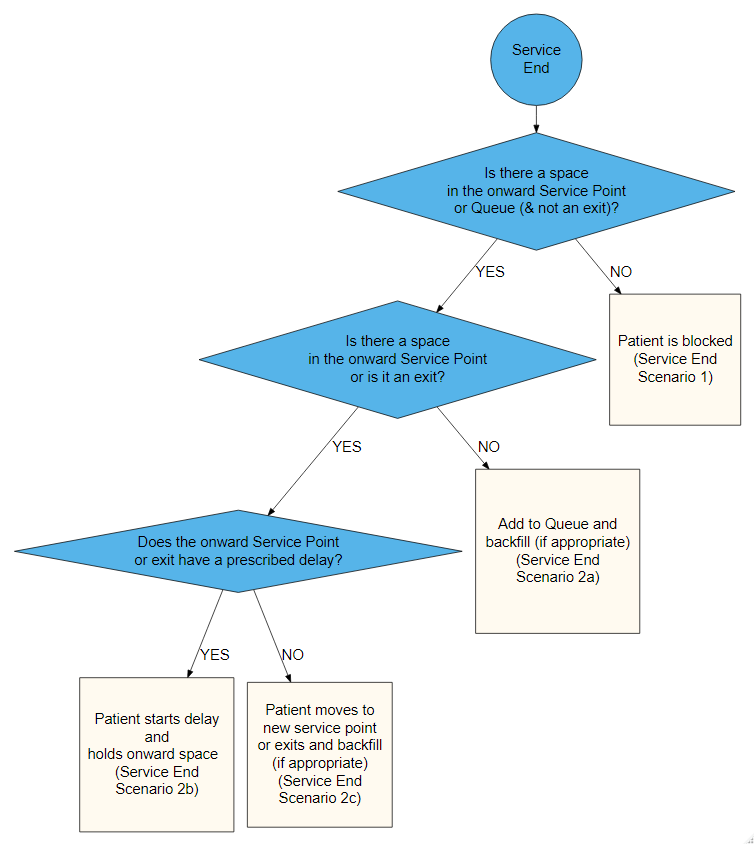 Service
End
Is there a space
in the onward Service Point
or Queue (& not an exit)?
YES
NO
Is there a space
in the onward Service Point
or is it an exit?
Patient is blocked
(Service End
Scenario 1)
YES
NO
Add to Queue and
backfill (if appropriate)
(Service End
Scenario 2a)
Does the onward Service Point
or exit have a prescribed delay?
YES
NO
Patient starts delay
and
holds onward space
(Service End
Scenario 2b)
Patient moves to
new service point
or exits and backfill
(if appropriate)
(Service End
Scenario 2c)